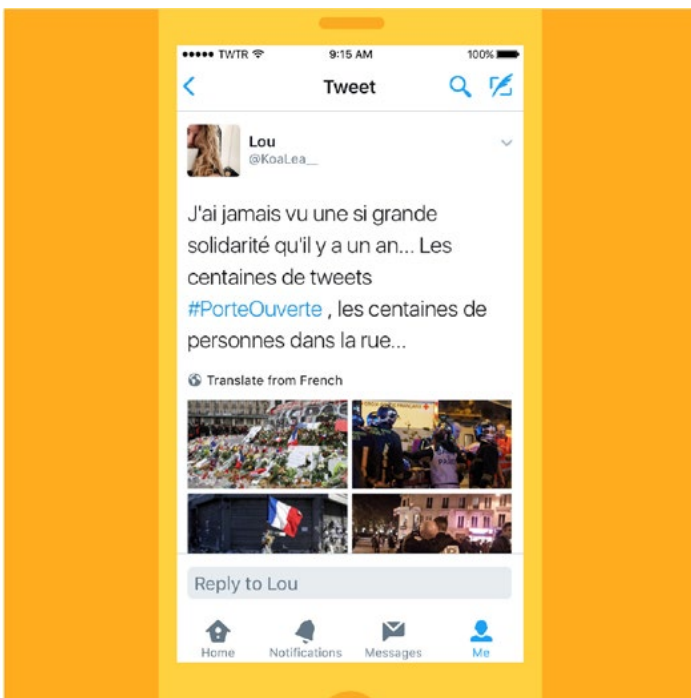 TWTR 9:15 AM 100%
Tweet
Lou
@KoaLea__
J'ai jamais vu une si grande
solidarité qu'il y a un an... Les
centaines de tweets
#PorteOuverte , les centaines de
personnes dans la rue...
Translate from French
Reply to Lou
Home Notifications Messages Me